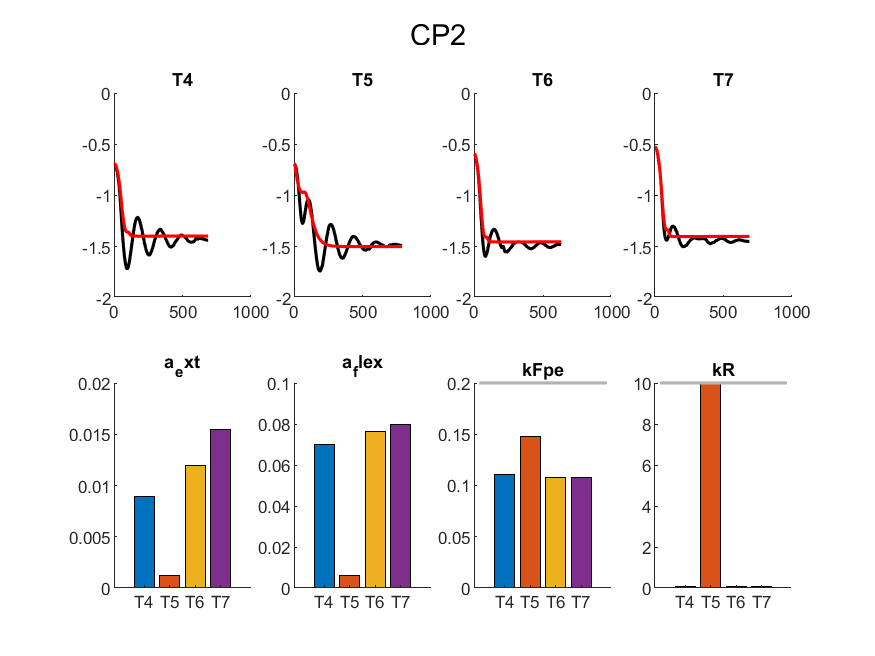 CP2
T4 T5 T6 T7
0 0 0 0
-0.5 -0.5 -0.5 -0.5
-1 -1 -1 -1
-1.5 -1.5 -1.5 -1.5
-2 -2 -2 -2
0 500 1000 0 500 1000 0 500 1000 0 500 1000
aₑxt a_flex kFpe kR
0.02 0.1 0.2 10
0.015 0.08 0.15 8
0.01 0.06 0.1 6
0.005 0.04 0.05 4
0 0.02 0 2
0 0
T4 T5 T6 T7 T4 T5 T6 T7 T4 T5 T6 T7 T4 T5 T6 T7